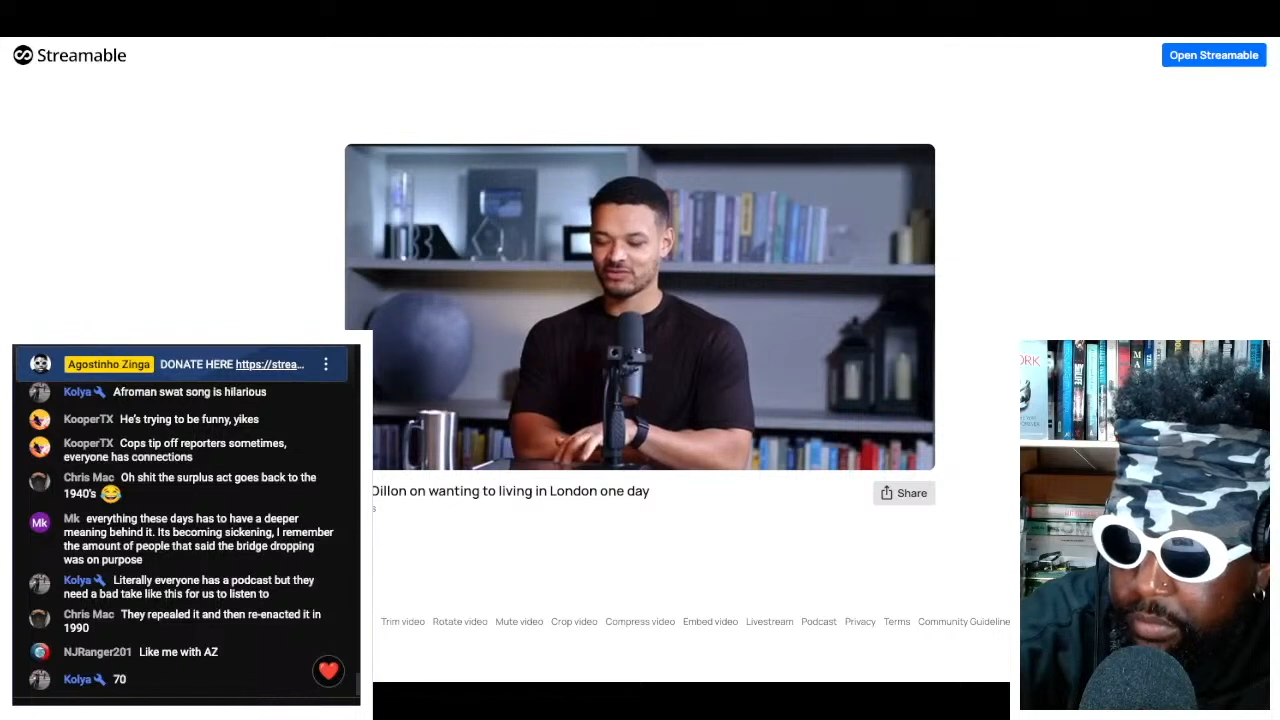 Streamable
Open Streamable
Dillon on wanting to living in London one day
Share
Agostinho Zinga DONATE HERE https://strea...
Kolya Afroman swat song is hilarious
KooperTX He's trying to be funny, yikes
KooperTX Cops tip off reporters sometimes,
everyone has connections
Chris Mac Oh shit the surplus act goes back to the
1940's 😂
Mk everything these days has to have a deeper
meaning behind it. Its becoming sickening, I remember
the amount of people that said the bridge dropping
was on purpose
Kolya Literally everyone has a podcast but they
need a bad take like this for us to listen to
Chris Mac They repealed it and then re-enacted it in
1990
NJRanger201 Like me with AZ
Kolya 70
Trim video Rotate video Mute video Crop video Compress video Embed video Livestream Podcast Privacy Terms Community Guideline